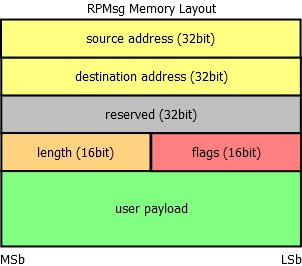 RPMsg Memory Layout
source address (32bit)
destination address (32bit)
reserved (32bit)
length (16bit) flags (16bit)
user payload
MSb LSb